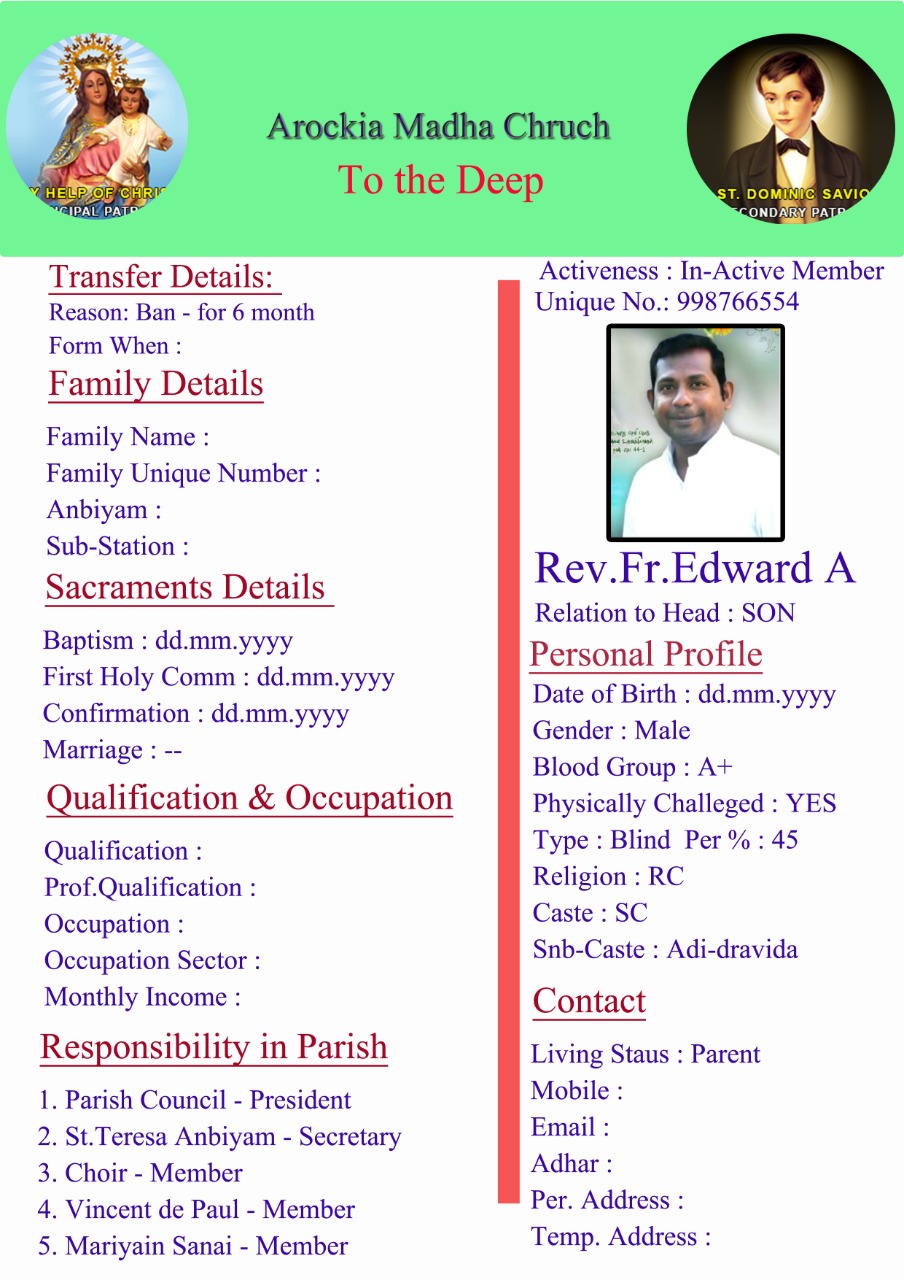 Y HELP OF CHRIS
CIPAL PATR
Arockia Madha Chruch
To the Deep
ST. DOMINIC SAVIO
CONDARY PATR
Transfer Details:
Reason: Ban - for 6 month
Form When :
Family Details
Family Name :
Family Unique Number :
Anbiyam :
Sub-Station :
Sacraments Details
Baptism : dd.mm.yyyy
First Holy Comm : dd.mm.yyyy
Confirmation : dd.mm.yyyy
Marriage : --
Qualification & Occupation
Qualification :
Prof.Qualification :
Occupation :
Occupation Sector :
Monthly Income :
Responsibility in Parish
1. Parish Council - President
2. St.Teresa Anbiyam - Secretary
3. Choir - Member
4. Vincent de Paul - Member
5. Mariyain Sanai - Member
Activeness : In-Active Member
Unique No.: 998766554
Rev.Fr.Edward A
Relation to Head : SON
Personal Profile
Date of Birth : dd.mm.yyyy
Gender : Male
Blood Group : A+
Physically Challeged : YES
Type : Blind  Per % : 45
Religion : RC
Caste : SC
Snb-Caste : Adi-dravida
Contact
Living Staus : Parent
Mobile :
Email :
Adhar :
Per. Address :
Temp. Address :